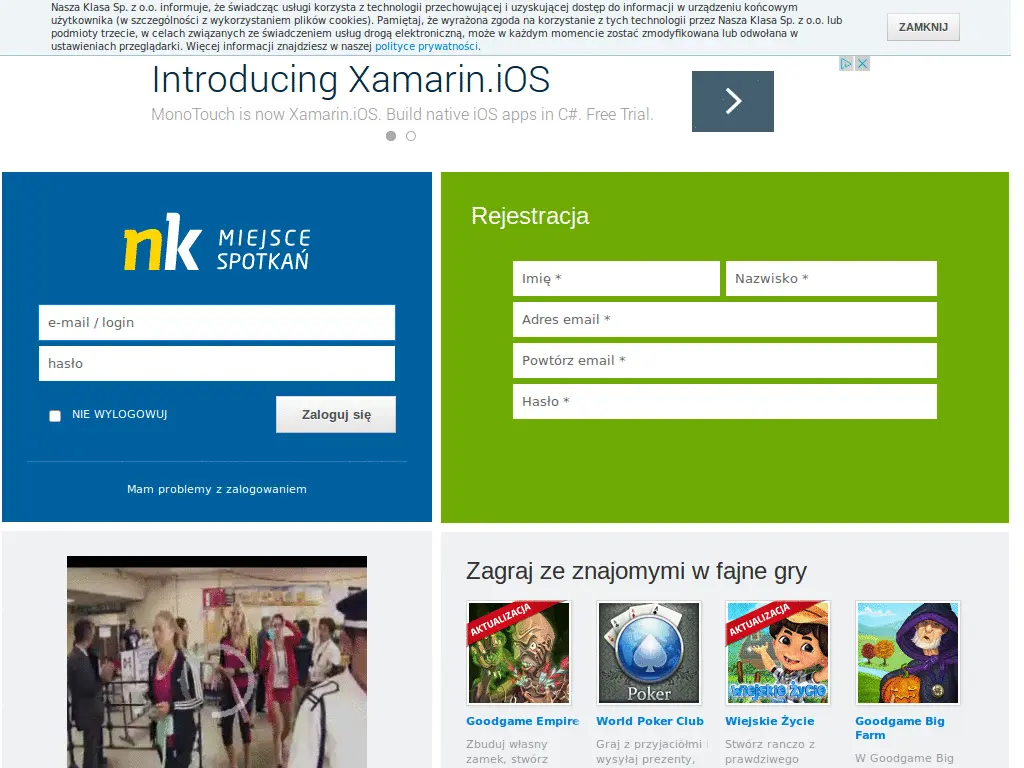 Nasza Klasa Sp. z o.o. informuje, że świadcząc usługi korzysta z technologii przechowującej i uzyskującej dostęp do informacji w urządzeniu końcowym
użytkownika (w szczególności z wykorzystaniem plików cookies). Pamiętaj, że wyrażona zgoda na korzystanie z tych technologii przez Nasza Klasa Sp. z o.o. lub
podmioty trzecie, w celach związanych ze świadczeniem usług drogą elektroniczną, może w każdym momencie zostać zmodyfikowana lub odwołana w
ustawieniach przeglądarki. Więcej informacji znajdziesz w naszej polityce prywatności.
ZAMKNIJ
Introducing Xamarin.iOS
MonoTouch is now Xamarin.iOS. Build native iOS apps in C#. Free Trial.
nk MIEJSCE
SPOTKAŃ
e-mail / login
hasło
NIE WYLOGOWUJ
Zaloguj się
Mam problemy z zalogowaniem
Rejestracja
Imię *
Nazwisko *
Adres email *
Powtórz email *
Hasło *
Zagraj ze znajomymi w fajne gry
AKTUALIZACJA
Poker
AKTUALIZACJA
Wiejskie Życie
Goodgame Empire
Zbuduj własny
zamek, stwórz
World Poker Club
Graj z przyjaciółmi i
wysyłaj prezenty,
Wiejskie Życie
Stwórz ranczo z
prawdziwego
Goodgame Big
Farm
W Goodgame Big